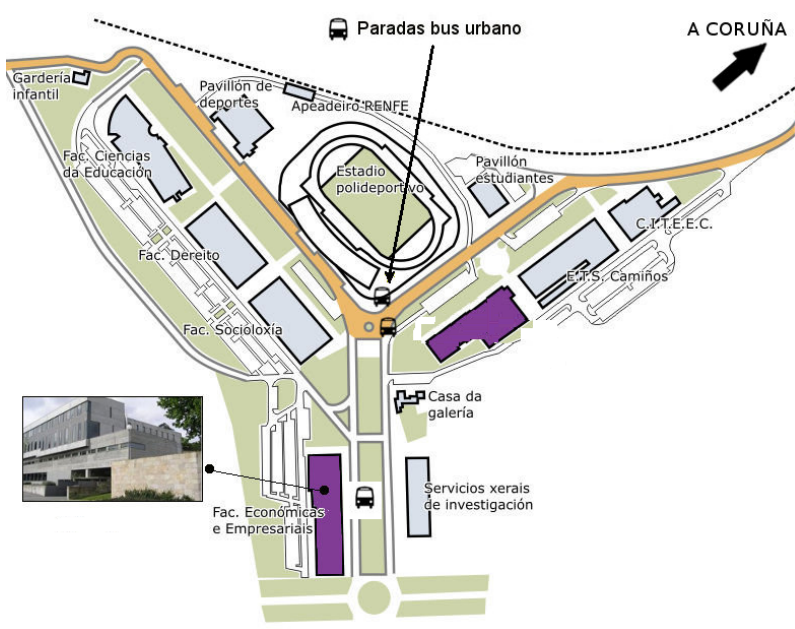 Paradas bus urbano
A CORUÑA
Gardería
infantil
Pavillón de
deportes
Apeadeiro RENFE
Fac. Ciencias
da Educación
Estadio
polideportivo
Pavillón
estudiantes
C.I.T.E.E.C.
Fac. Dereito
E.T.S. Camiños
Fac. Socioloxía
Casa da
galería
Servicios xerais
de investigación
Fac. Económicas
e Empresariais